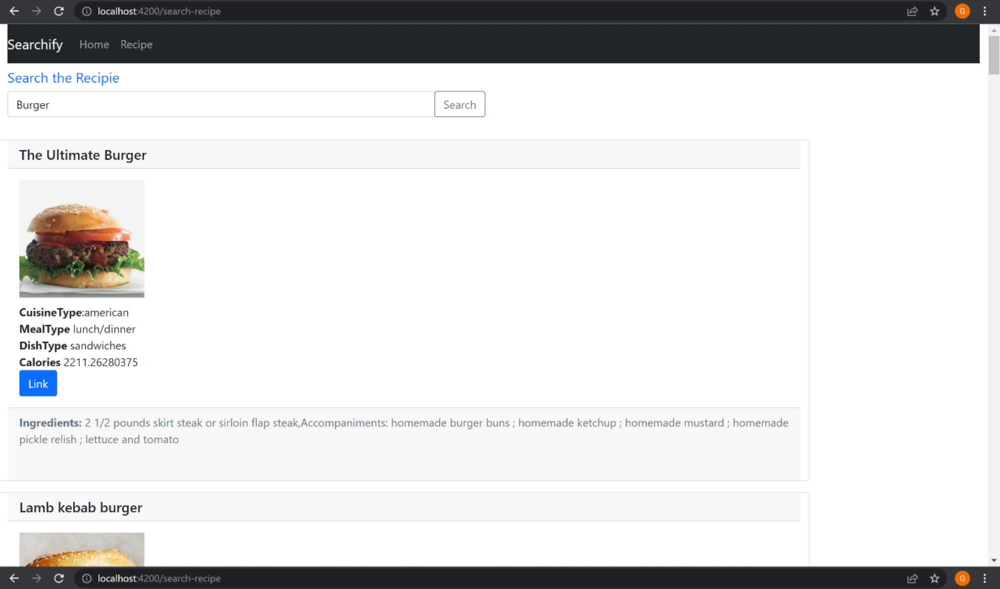 localhost:4200/search-recipe
G
Searchify Home Recipe
Search the Recipie
Burger Search
The Ultimate Burger
CuisineType:american
MealType lunch/dinner
DishType sandwiches
Calories 2211.26280375
Link
Ingredients: 2 1/2 pounds skirt steak or sirloin flap steak,Accompaniments: homemade burger buns ; homemade ketchup ; homemade mustard ; homemade
pickle relish ; lettuce and tomato
Lamb kebab burger
localhost:4200/search-recipe
G